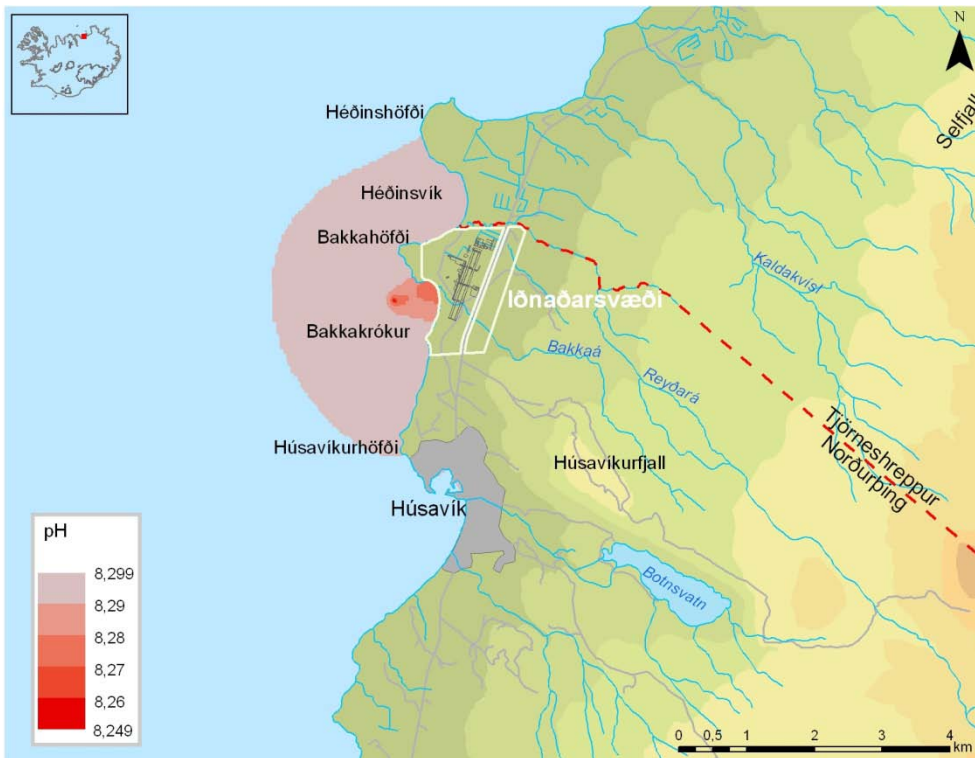 N
Selfjall
Héðinshöfði
Héðinsvík
Bakkahöfði
Kaldakvísl
Iðnaðarsvæði
Bakkakrókur
Bakkaá
Reyðará
Tjörneshreppur
Norðurþing
Húsavíkurhöfði
Húsavíkurfjall
Húsavík
Botnsvatn
pH
8,299
8,29
8,28
8,27
8,26
8,249
0 0,5 1 2 3 4
km